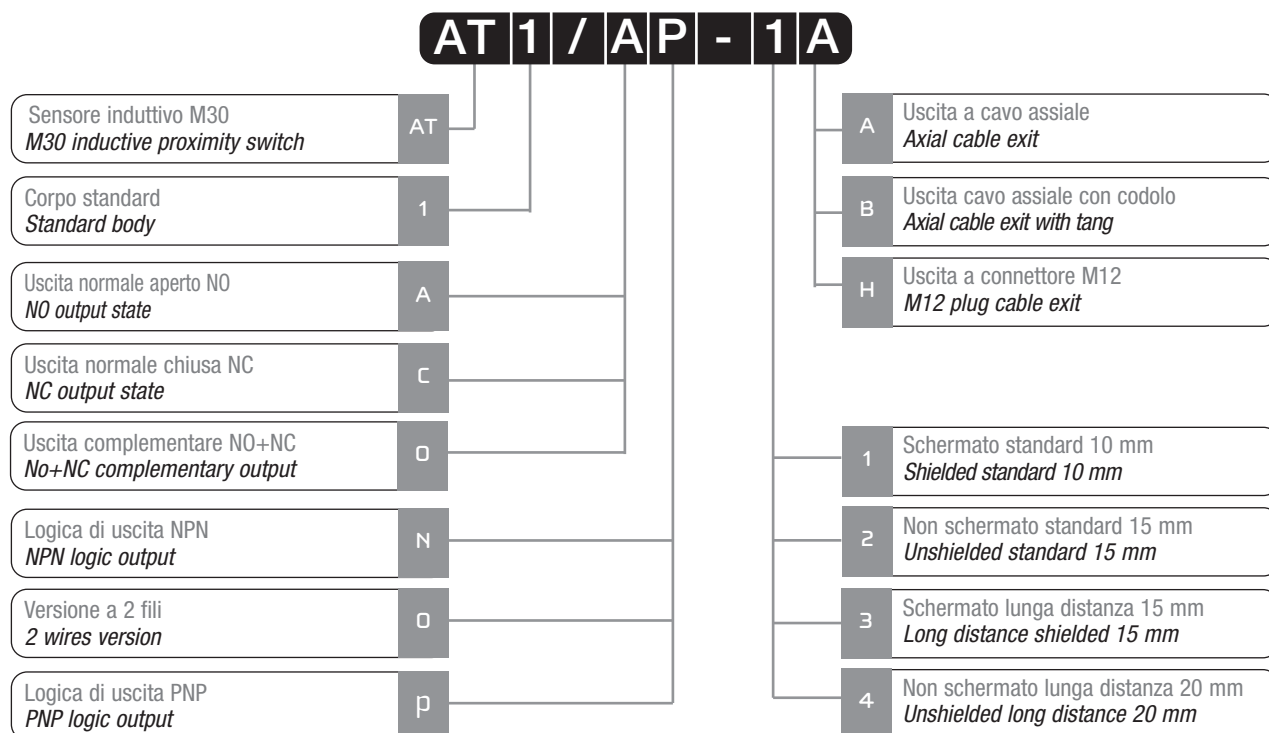 AT1/AP-1A
Sensore induttivo M30
M30 inductive proximity switch
AT
Corpo standard
Standard body
1
Uscita normale aperto NO
NO output state
A
Uscita normale chiusa NC
NC output state
C
Uscita complementare NO+NC
No+NC complementary output
0
Logica di uscita NPN
NPN logic output
N
Versione a 2 fili
2 wires version
0
Logica di uscita PNP
PNP logic output
p
A
Uscita a cavo assiale
Axial cable exit
B
Uscita cavo assiale con codolo
Axial cable exit with tang
H
Uscita a connettore M12
M12 plug cable exit
1
Schermato standard 10 mm
Shielded standard 10 mm
2
Non schermato standard 15 mm
Unshielded standard 15 mm
3
Schermato lunga distanza 15 mm
Long distance shielded 15 mm
4
Non schermato lunga distanza 20 mm
Unshielded long distance 20 mm